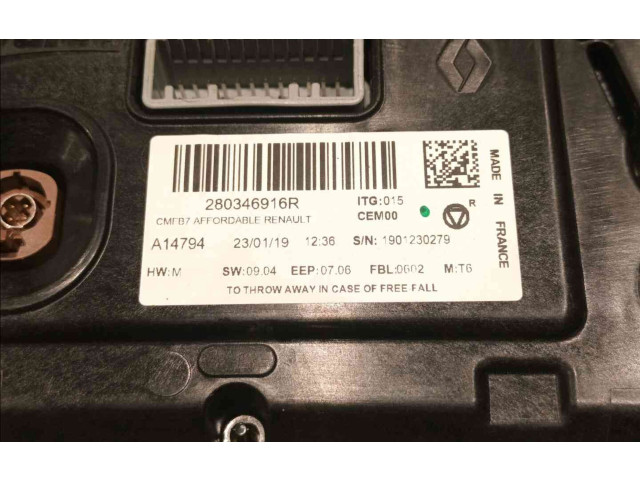 280346916R
ITG:015
CMFB7 AFFORDABLE RENAULT
CEM00
R
A14794 23/01/19 12:36 S/N: 1901230279
HW:M SW:09.04 EEP:07.06 FBL:0602 M:T6
TO THROW AWAY IN CASE OF FREE FALL
MADE IN FRANCE